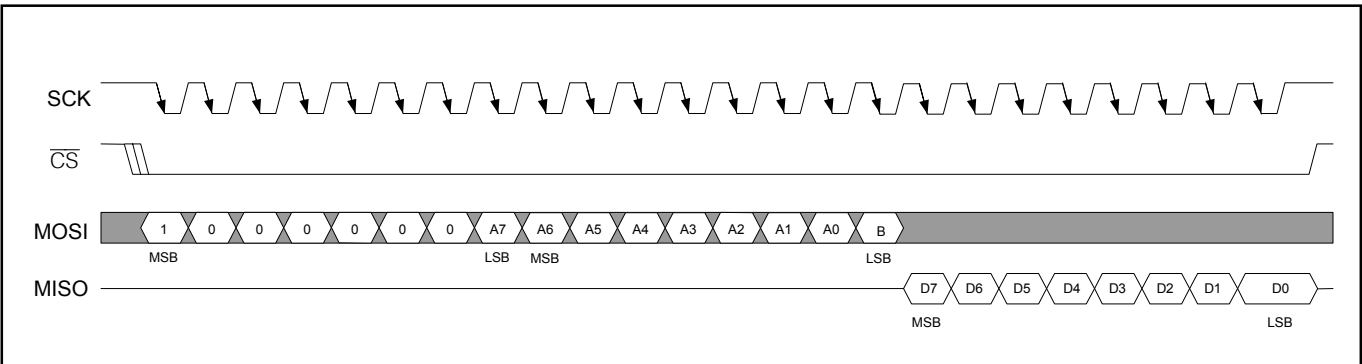 SCK
CS
MOSI 1 0 0 0 0 0 0 A7 A6 A5 A4 A3 A2 A1 A0 B
MSB LSB MSB LSB
MISO D7 D6 D5 D4 D3 D2 D1 D0
MSB LSB